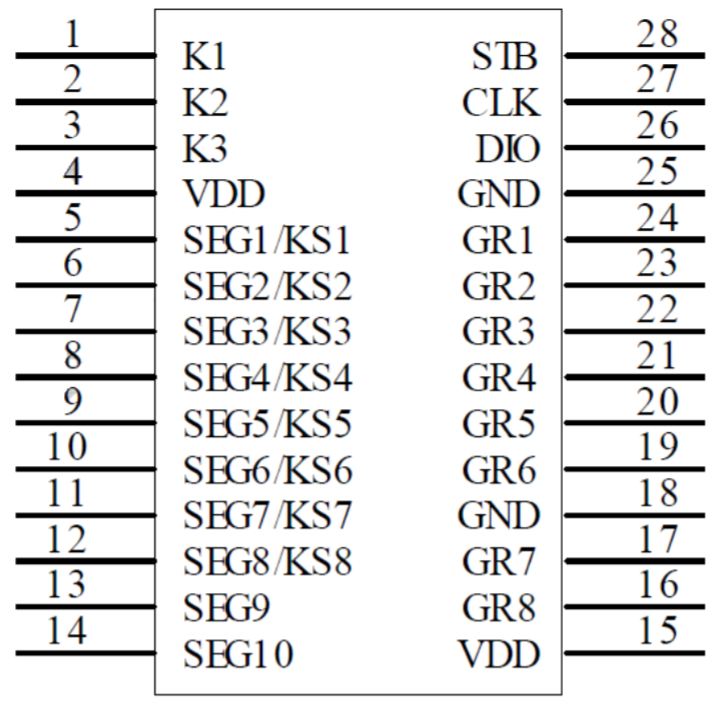 1 K1 STB 28
2 K2 CLK 27
3 K3 DIO 26
4 VDD GND 25
5 SEG1/KS1 GR1 24
6 SEG2/KS2 GR2 23
7 SEG3/KS3 GR3 22
8 SEG4/KS4 GR4 21
9 SEG5/KS5 GR5 20
10 SEG6/KS6 GR6 19
11 SEG7/KS7 GND 18
12 SEG8/KS8 GR7 17
13 SEG9 GR8 16
14 SEG10 VDD 15